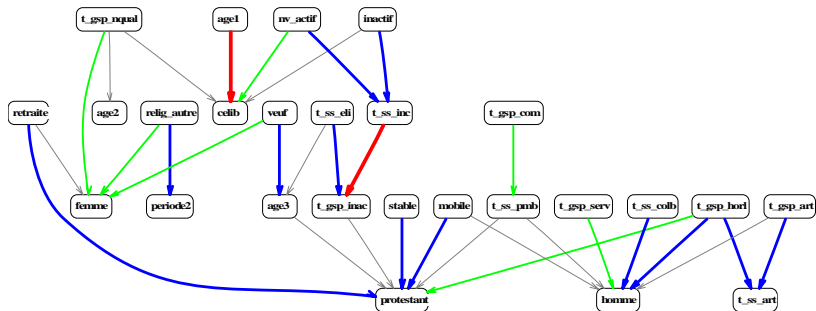 t_gsp_nqual age1 nv_actif inactif
retraite age2 relig_autre celib veuf t_ss_eli t_ss_inc t_gsp_com
femme periode2 age3 t_gsp_inac stable mobile t_ss_pmb t_gsp_serv t_ss_colb t_gsp_horl t_gsp_art
protestant homme t_ss_art